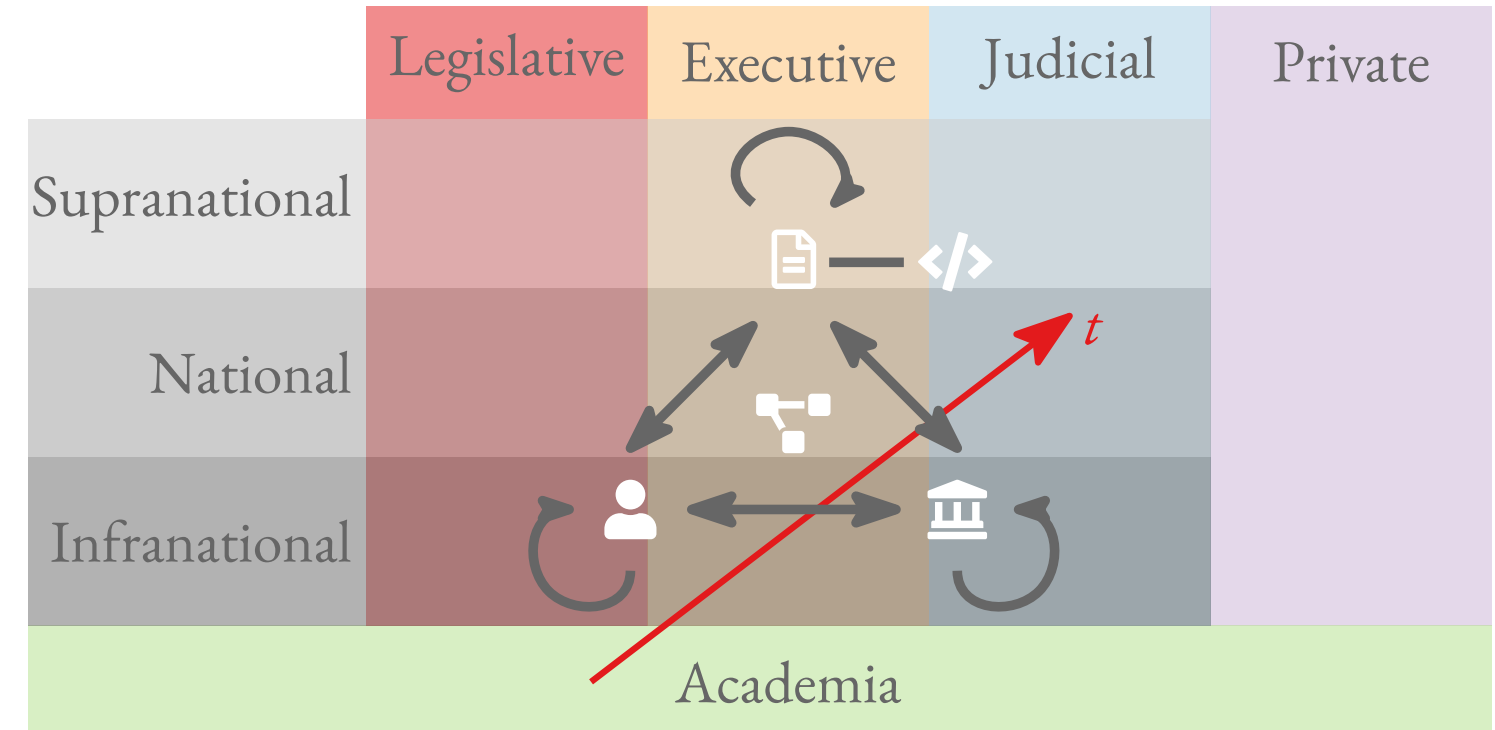 Legislative
Executive
Judicial
Private
Supranational
t
National
Infranational
Academia